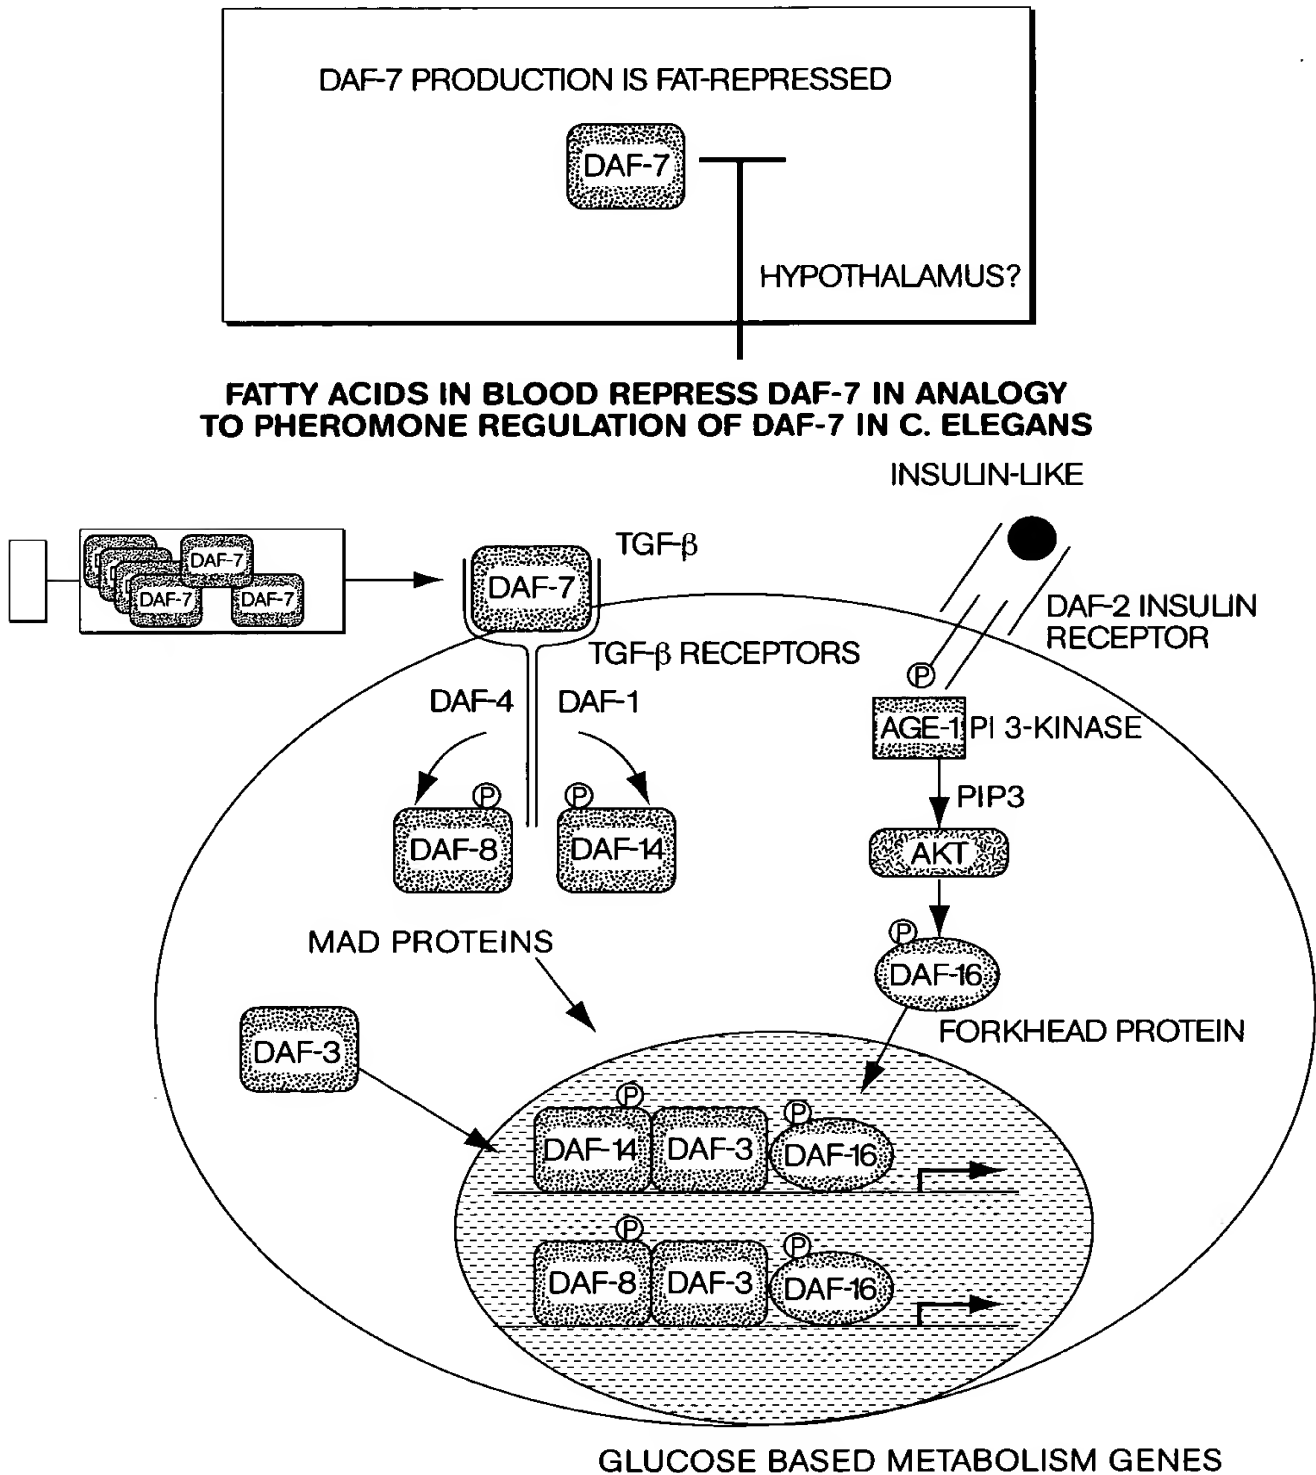 DAF-7 PRODUCTION IS FAT-REPRESSED
DAF-7
HYPOTHALAMUS?
FATTY ACIDS IN BLOOD REPRESS DAF-7 IN ANALOGY
TO PHEROMONE REGULATION OF DAF-7 IN C. ELEGANS
INSULIN-LIKE
TGF-β
DAF-7
DAF-7
DAF-7
DAF-7
DAF-2 INSULIN
RECEPTOR
TGF-β RECEPTORS
P
DAF-4
DAF-1
AGE-1
PI 3-KINASE
P
P
PIP3
DAF-8
DAF-14
AKT
P
MAD PROTEINS
DAF-16
FORKHEAD PROTEIN
DAF-3
P
P
DAF-14
DAF-3
DAF-16
P
P
DAF-8
DAF-3
DAF-16
GLUCOSE BASED METABOLISM GENES